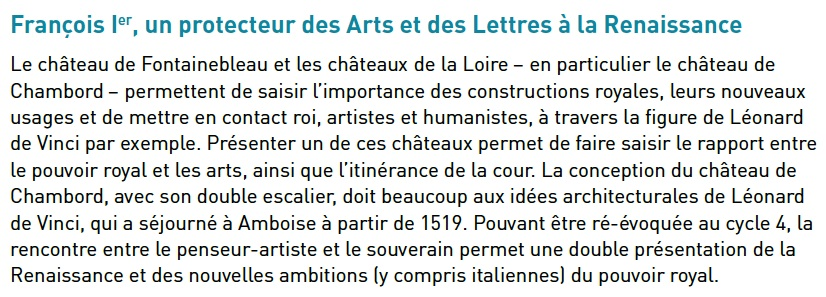 François Ier, un protecteur des Arts et des Lettres à la Renaissance
Le château de Fontainebleau et les châteaux de la Loire – en particulier le château de
Chambord – permettent de saisir l’importance des constructions royales, leurs nouveaux
usages et de mettre en contact roi, artistes et humanistes, à travers la figure de Léonard
de Vinci par exemple. Présenter un de ces châteaux permet de faire saisir le rapport entre
le pouvoir royal et les arts, ainsi que l’itinérance de la cour. La conception du château de
Chambord, avec son double escalier, doit beaucoup aux idées architecturales de Léonard
de Vinci, qui a séjourné à Amboise à partir de 1519. Pouvant être ré-évoquée au cycle 4, la
rencontre entre le penseur-artiste et le souverain permet une double présentation de la
Renaissance et des nouvelles ambitions (y compris italiennes) du pouvoir royal.